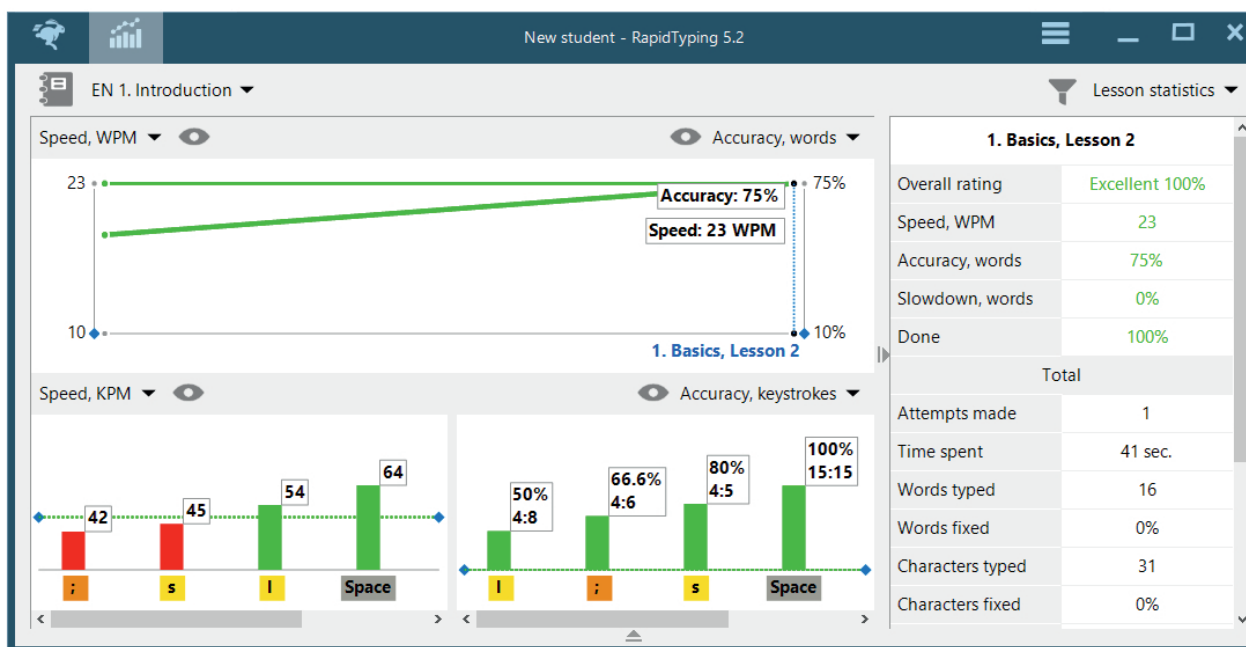 New student - RapidTyping 5.2
EN 1. Introduction
Lesson statistics
Speed, WPM
Accuracy, words
23
75%
Accuracy: 75%
Speed: 23 WPM
10
10%
1. Basics, Lesson 2
Speed, KPM
42
45
54
64
;
s
l
Space
Accuracy, keystrokes
50%
4:8
66.6%
4:6
80%
4:5
100%
15:15
l
;
s
Space
1. Basics, Lesson 2
Overall rating Excellent 100%
Speed, WPM 23
Accuracy, words 75%
Slowdown, words 0%
Done 100%
Total
Attempts made 1
Time spent 41 sec.
Words typed 16
Words fixed 0%
Characters typed 31
Characters fixed 0%